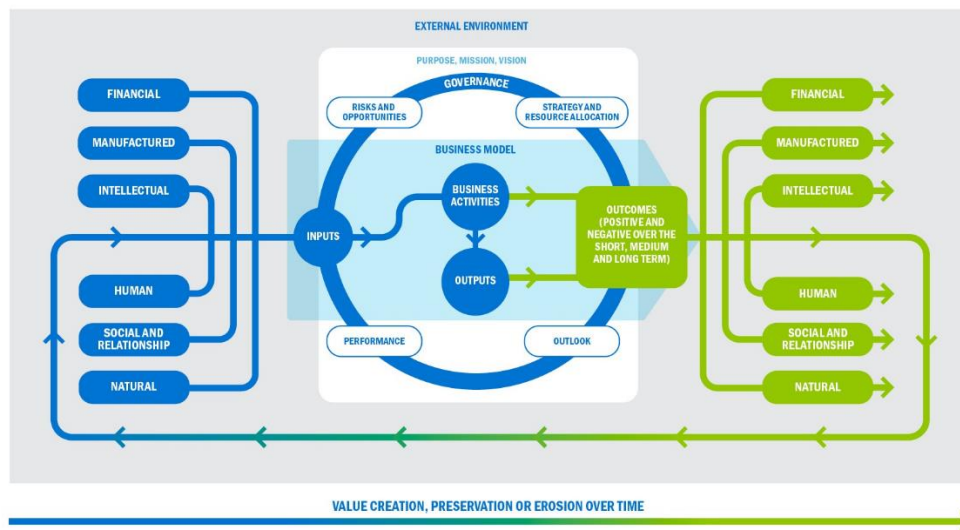 EXTERNAL ENVIRONMENT
PURPOSE, MISSION, VISION
GOVERNANCE
FINANCIAL
MANUFACTURED
INTELLECTUAL
HUMAN
SOCIAL AND
RELATIONSHIP
NATURAL
RISKS AND
OPPORTUNITIES
STRATEGY AND
RESOURCE ALLOCATION
BUSINESS MODEL
INPUTS
BUSINESS
ACTIVITIES
OUTPUTS
OUTCOMES
(POSITIVE AND
NEGATIVE OVER THE
SHORT, MEDIUM
AND LONG TERM)
PERFORMANCE
OUTLOOK
FINANCIAL
MANUFACTURED
INTELLECTUAL
HUMAN
SOCIAL AND
RELATIONSHIP
NATURAL
VALUE CREATION, PRESERVATION OR EROSION OVER TIME